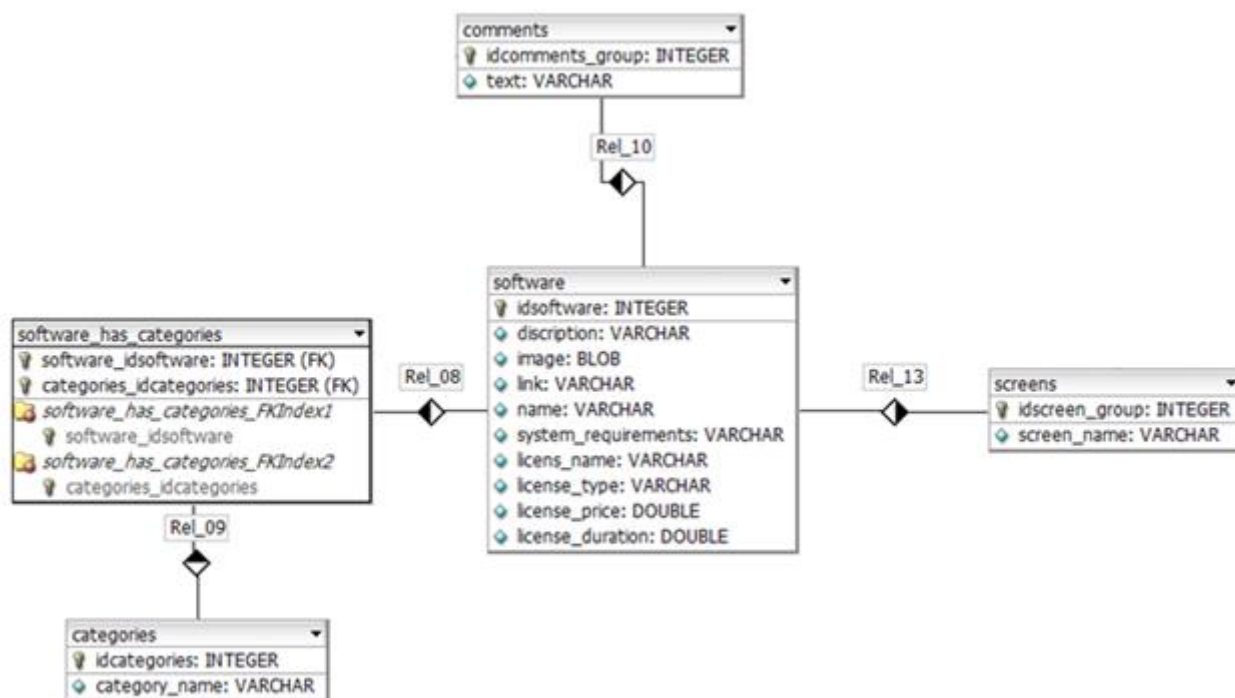 comments
idcomments_group: INTEGER
text: VARCHAR
Rel_10
software
idsoftware: INTEGER
discription: VARCHAR
image: BLOB
link: VARCHAR
name: VARCHAR
system_requirements: VARCHAR
licens_name: VARCHAR
license_type: VARCHAR
license_price: DOUBLE
license_duration: DOUBLE
software_has_categories
software_idsoftware: INTEGER (FK)
categories_idcategories: INTEGER (FK)
software_has_categories_FKIndex1
software_idsoftware
software_has_categories_FKIndex2
categories_idcategories
Rel_08
Rel_13
screens
idscreen_group: INTEGER
screen_name: VARCHAR
Rel_09
categories
idcategories: INTEGER
category_name: VARCHAR